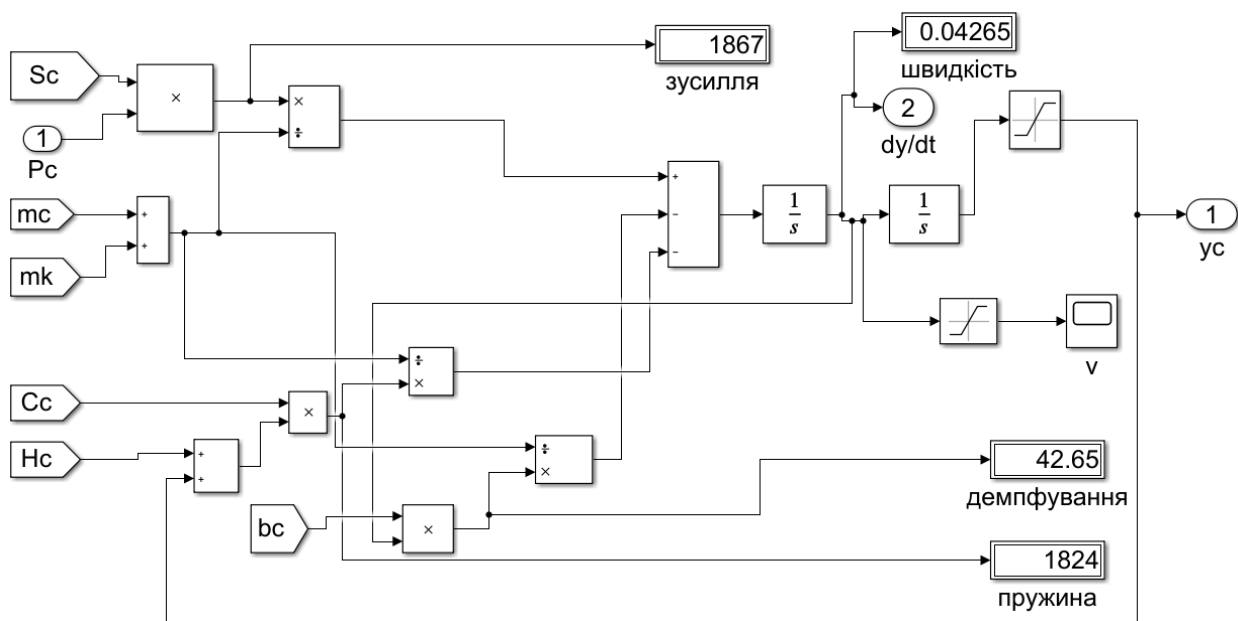 Sc
×
1867
зусилля
0.04265
швидкість
×
÷
1
Pc
2
dy/dt
mc
+
+
mk
+
−
−
1
s
1
s
1
yc
÷
×
v
Cc
×
Hc
+
+
÷
×
42.65
демпфування
bc
×
1824
пружина